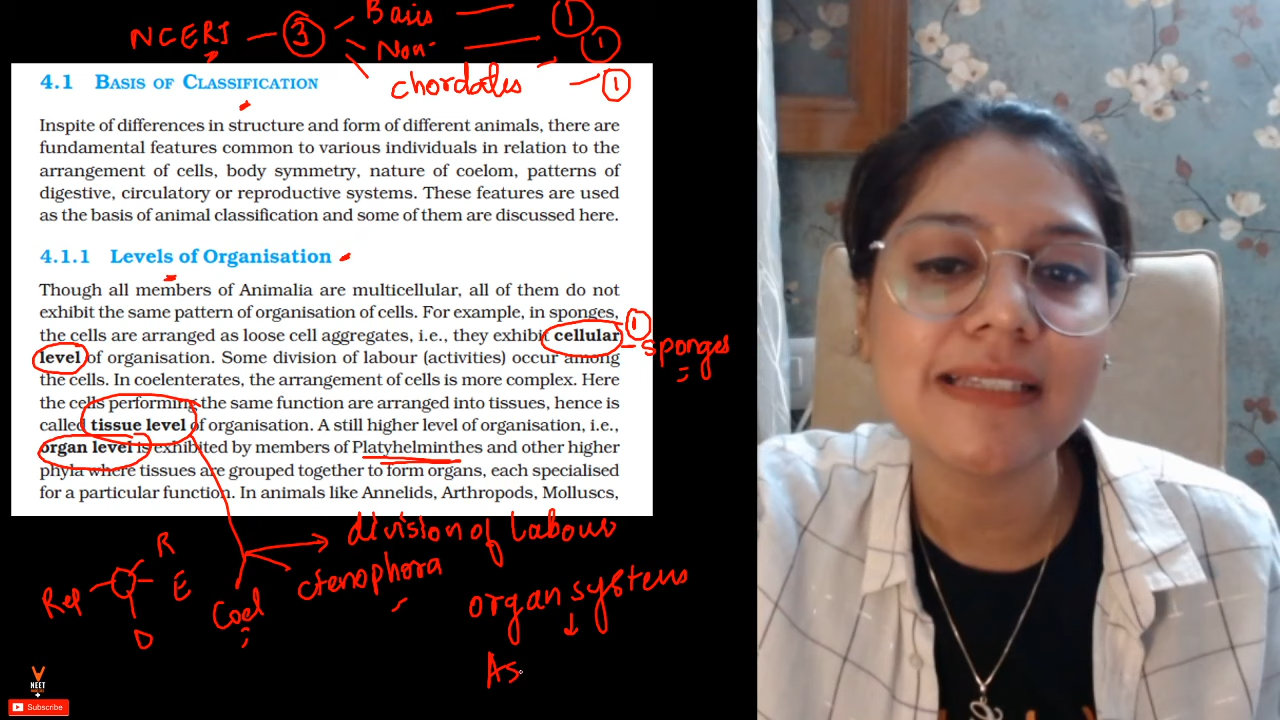 NCERT — 3 Basis — 1
Non- — 1
chordates — 1
4.1 BASIS OF CLASSIFICATION
Inspite of differences in structure and form of different animals, there are
fundamental features common to various individuals in relation to the
arrangement of cells, body symmetry, nature of coelom, patterns of
digestive, circulatory or reproductive systems. These features are used
as the basis of animal classification and some of them are discussed here.
4.1.1 Levels of Organisation
Though all members of Animalia are multicellular, all of them do not
exhibit the same pattern of organisation of cells. For example, in sponges,
the cells are arranged as loose cell aggregates, i.e., they exhibit cellular
1
level of organisation. Some division of labour (activities) occur among
sponges
the cells. In coelenterates, the arrangement of cells is more complex. Here
the cells performing the same function are arranged into tissues, hence is
called tissue level of organisation. A still higher level of organisation, i.e.,
organ level is exhibited by members of Platyhelminthes and other higher
phyla where tissues are grouped together to form organs, each specialised
for a particular function. In animals like Annelids, Arthropods, Molluscs,
division of labour
R
ctenophora
Rep E
Coel
organ systems
D
As
NEET
Subscribe